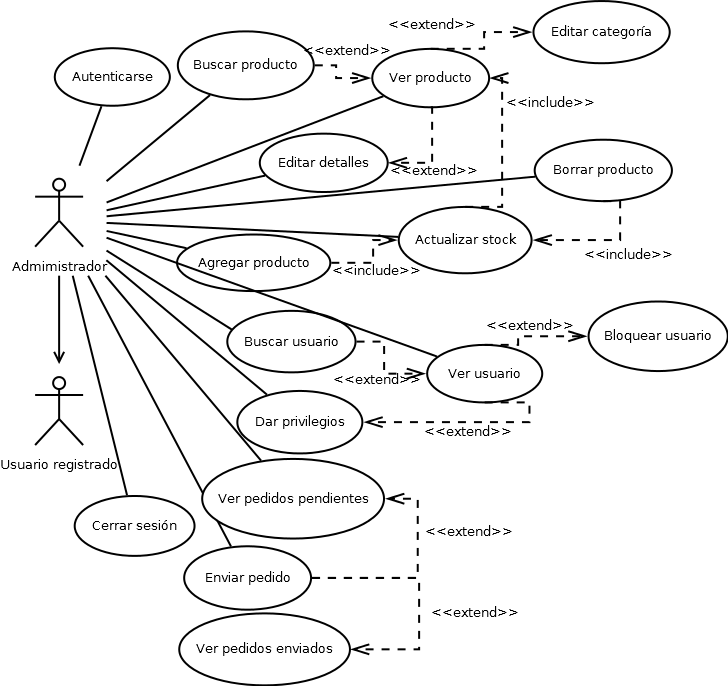 <<extend>>
Editar categoría
Buscar producto
<<extend>>
Autenticarse
Ver producto
<<include>>
Editar detalles
<<extend>>
Borrar producto
Actualizar stock
<<include>>
Admimistrador
Agregar producto
<<include>>
<<extend>>
Bloquear usuario
Buscar usuario
Ver usuario
<<extend>>
Dar privilegios
<<extend>>
Usuario registrado
Ver pedidos pendientes
Cerrar sesión
<<extend>>
Enviar pedido
<<extend>>
Ver pedidos enviados